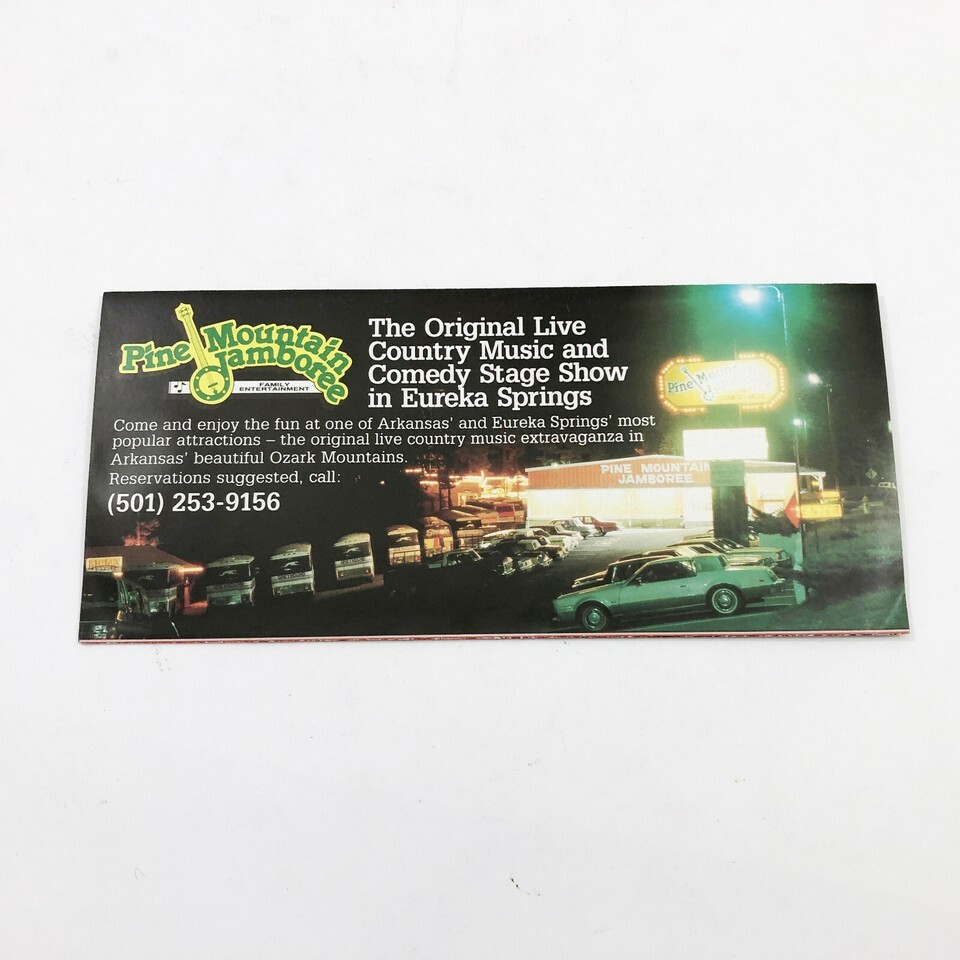 Pine Mountain
Jamboree
FAMILY
ENTERTAINMENT
The Original Live
Country Music and
Comedy Stage Show
in Eureka Springs
Come and enjoy the fun at one of Arkansas' and Eureka Springs' most
popular attractions – the original live country music extravaganza in
Arkansas' beautiful Ozark Mountains.
Reservations suggested, call:
(501) 253-9156
Pine Mountain
PINE MOUNTAIN
JAMBOREE